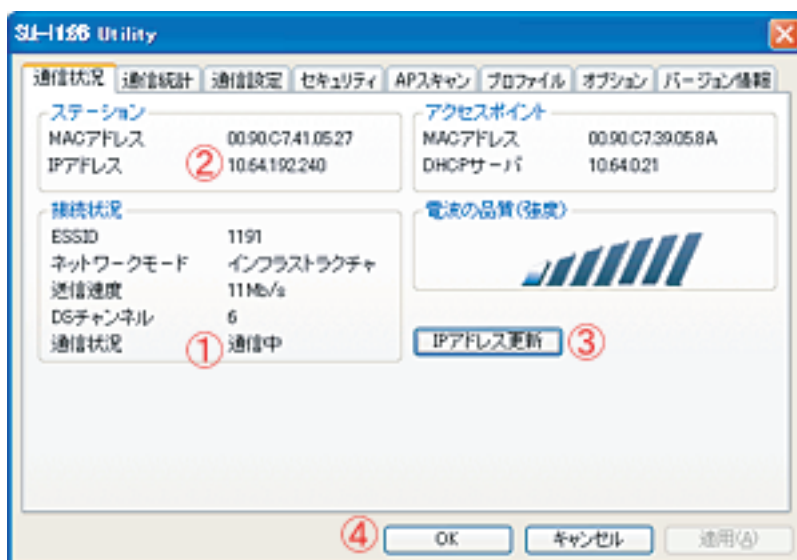 SU-11BB Utility
通信状況 通信統計 通信設定 セキュリティ APスキャン プロファイル オプション バージョン情報
ステーション
MACアドレス 00.90.C7.41.05.27
IPアドレス ② 10.64.192.240
アクセスポイント
MACアドレス 00.90.C7.39.05.8A
DHCPサーバ 10.64.0.21
接続状況
ESSID 1191
ネットワークモード インフラストラクチャ
送信速度 11Mb/s
DSチャンネル 6
通信状況 ① 通信中
電波の品質(強度)
IPアドレス更新 ③
④ OK キャンセル 適用(A)